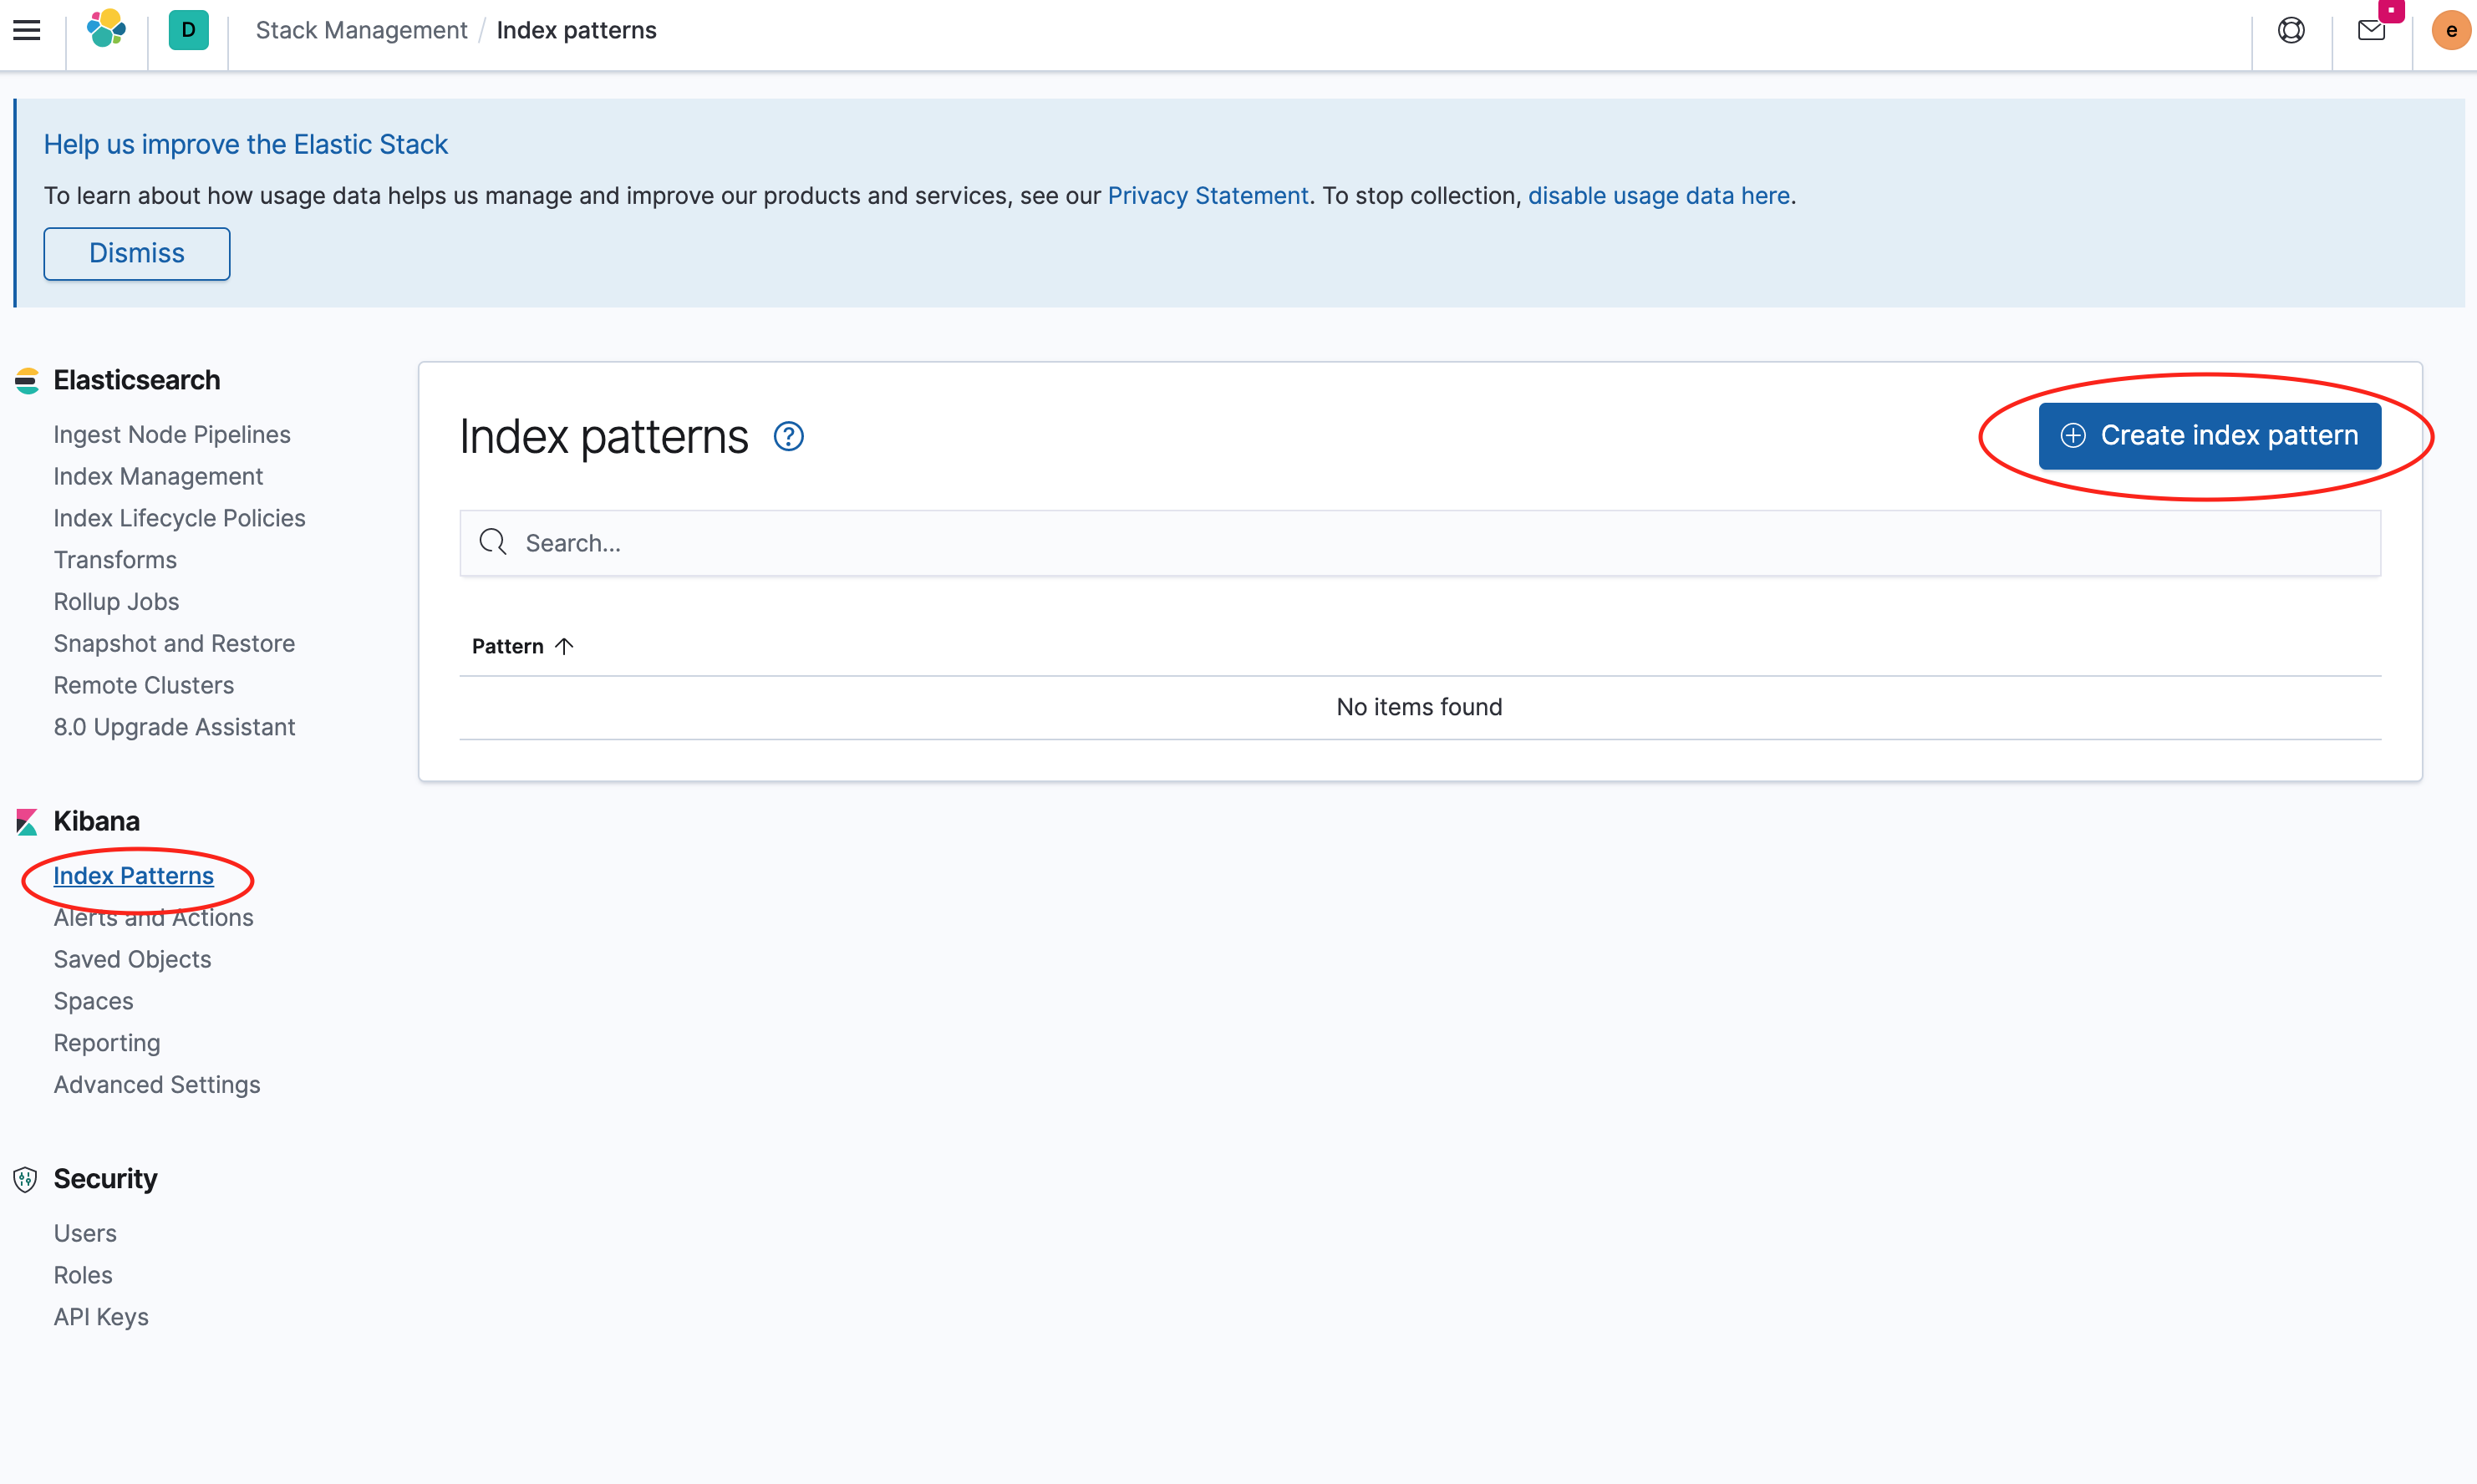 D
Stack Management / Index patterns
e
Help us improve the Elastic Stack
To learn about how usage data helps us manage and improve our products and services, see our Privacy Statement. To stop collection, disable usage data here.
Dismiss
Elasticsearch
Ingest Node Pipelines
Index Management
Index Lifecycle Policies
Transforms
Rollup Jobs
Snapshot and Restore
Remote Clusters
8.0 Upgrade Assistant
Kibana
Index Patterns
Alerts and Actions
Saved Objects
Spaces
Reporting
Advanced Settings
Security
Users
Roles
API Keys
Index patterns
Create index pattern
Search...
Pattern
No items found